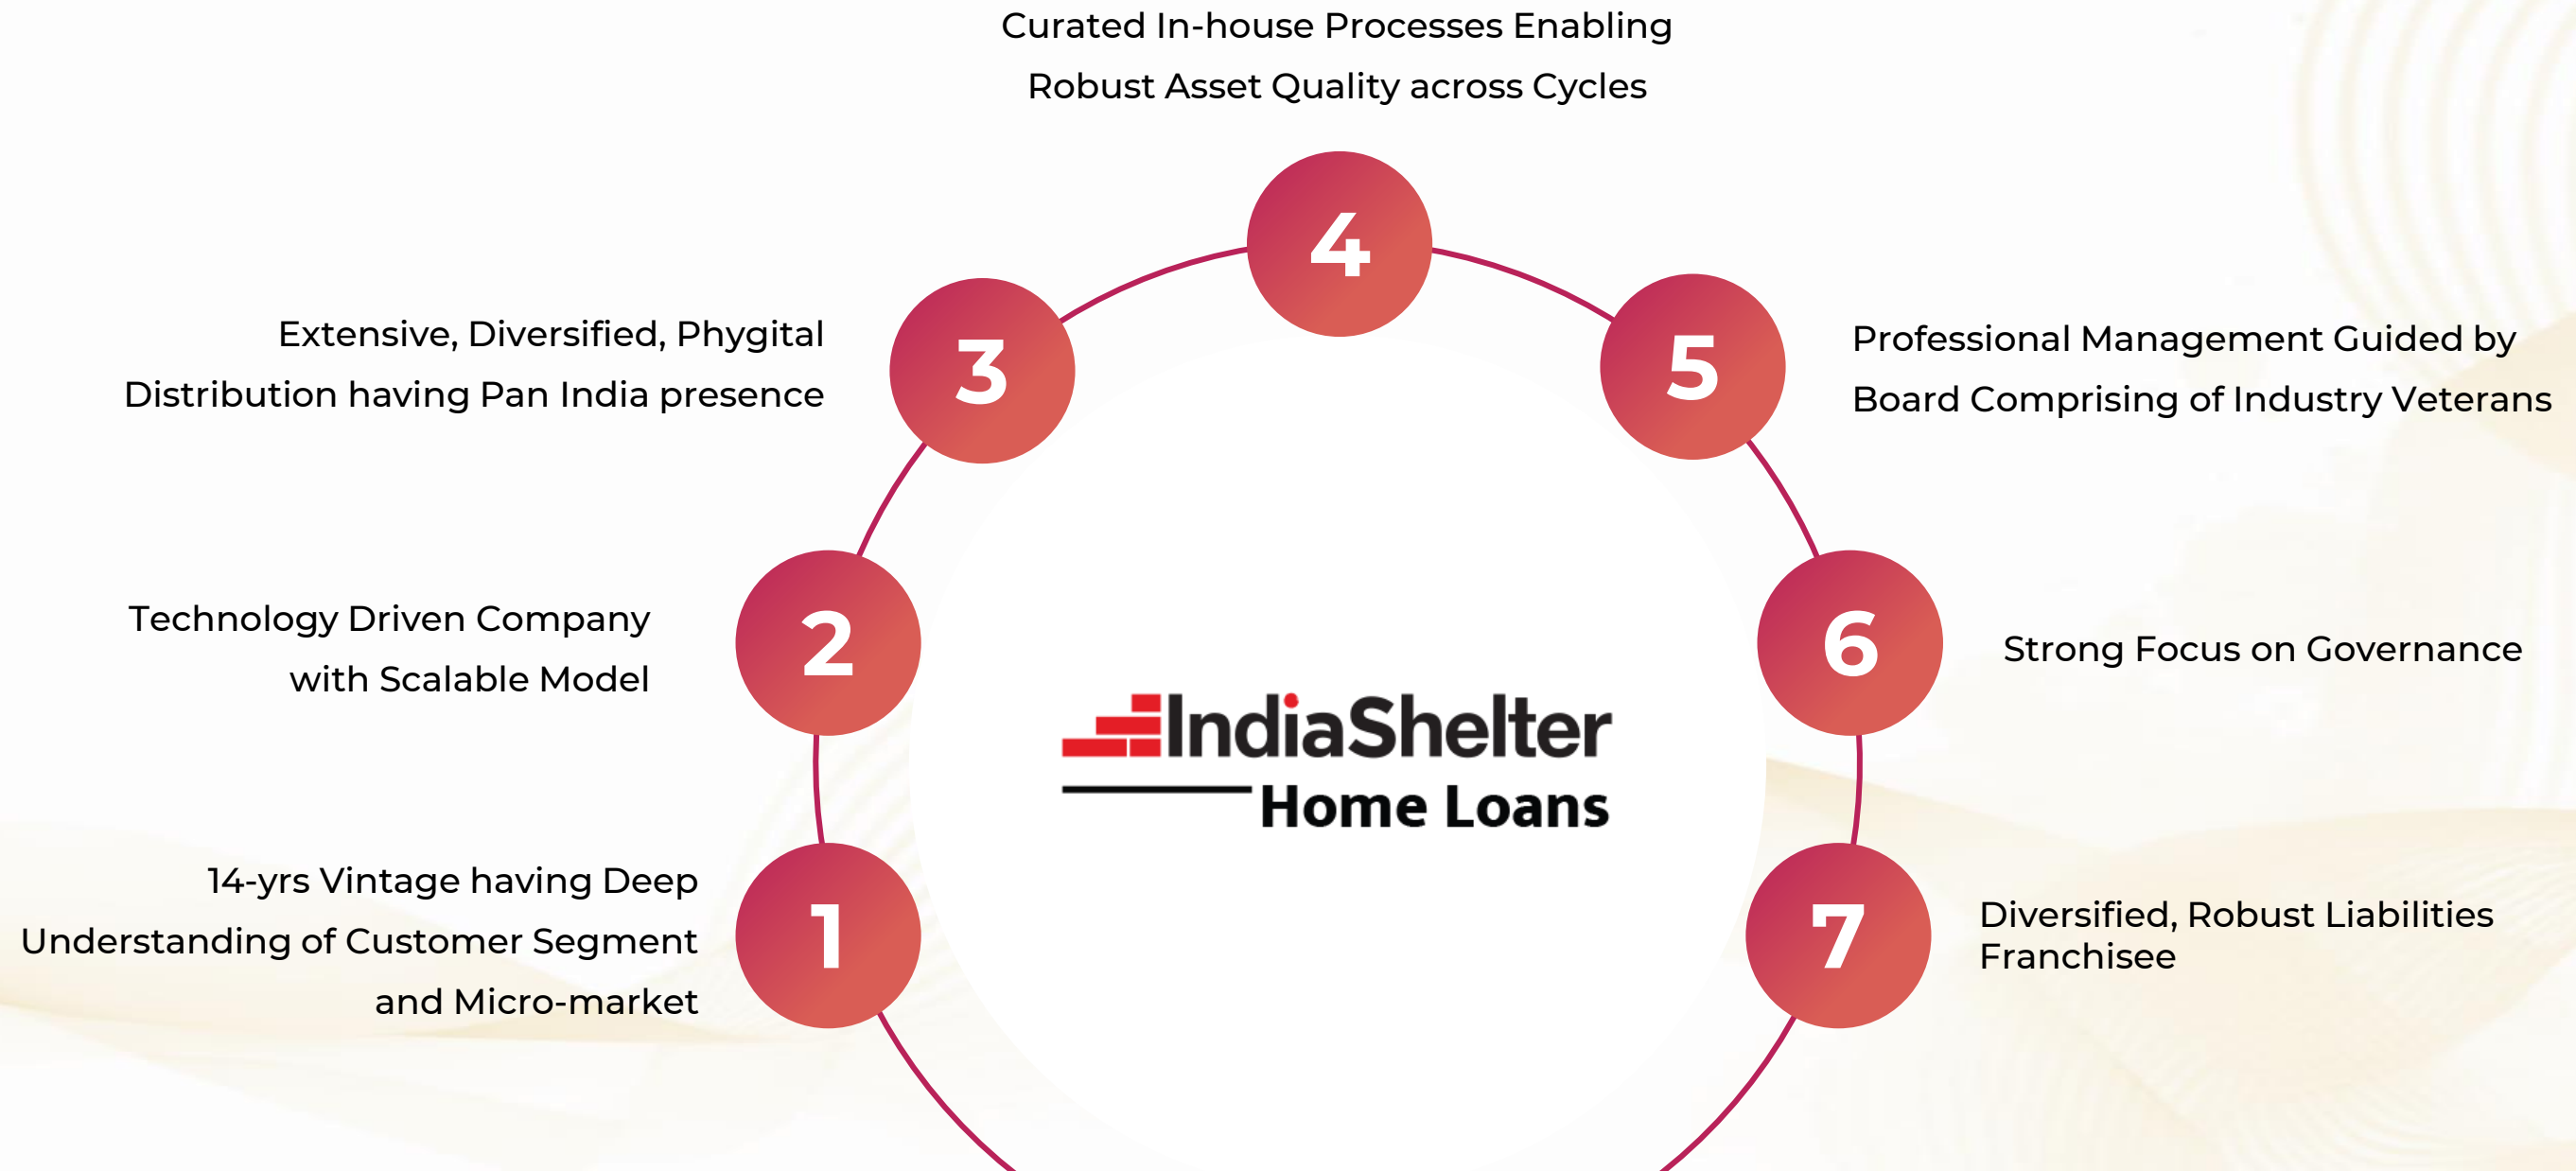 Curated In-house Processes Enabling
Robust Asset Quality across Cycles
4
Extensive, Diversified, Phygital
Distribution having Pan India presence
3
5
Professional Management Guided by
Board Comprising of Industry Veterans
Technology Driven Company
with Scalable Model
2
6
Strong Focus on Governance
IndiaShelter
Home Loans
14-yrs Vintage having Deep
Understanding of Customer Segment
and Micro-market
1
7
Diversified, Robust Liabilities
Franchisee